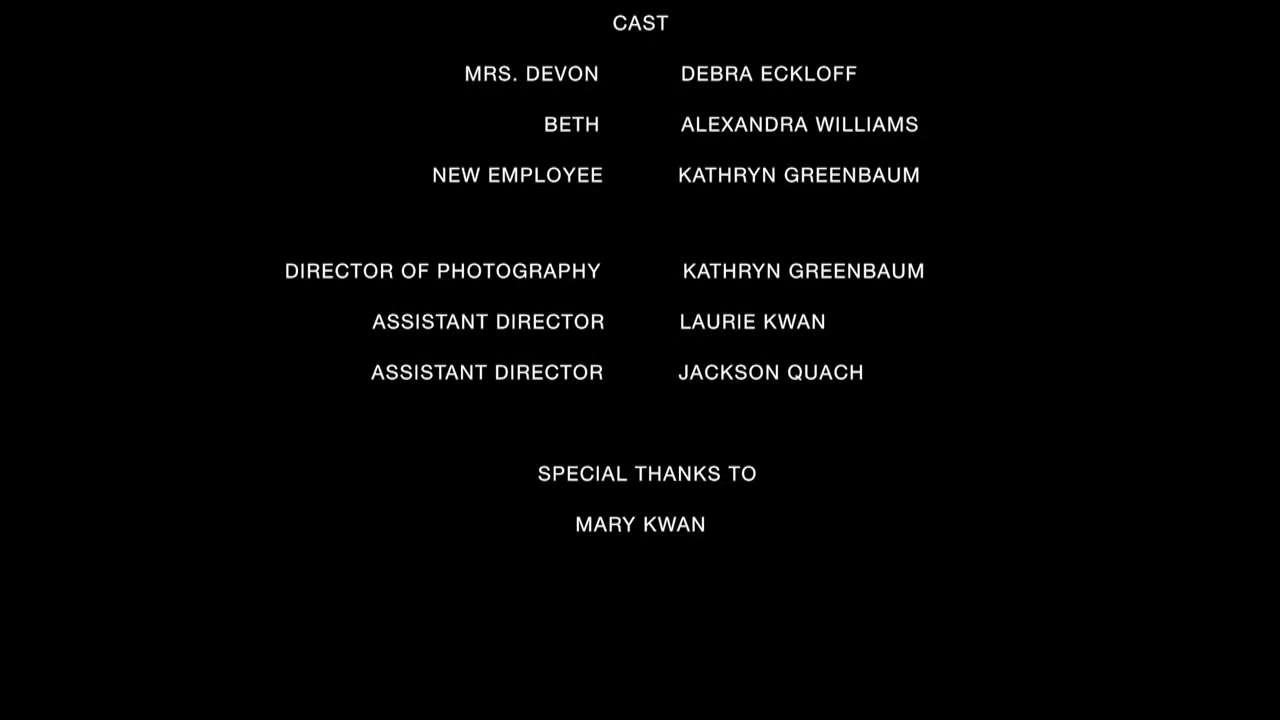 CAST
MRS. DEVON DEBRA ECKLOFF
BETH ALEXANDRA WILLIAMS
NEW EMPLOYEE KATHRYN GREENBAUM
DIRECTOR OF PHOTOGRAPHY KATHRYN GREENBAUM
ASSISTANT DIRECTOR LAURIE KWAN
ASSISTANT DIRECTOR JACKSON QUACH
SPECIAL THANKS TO
MARY KWAN